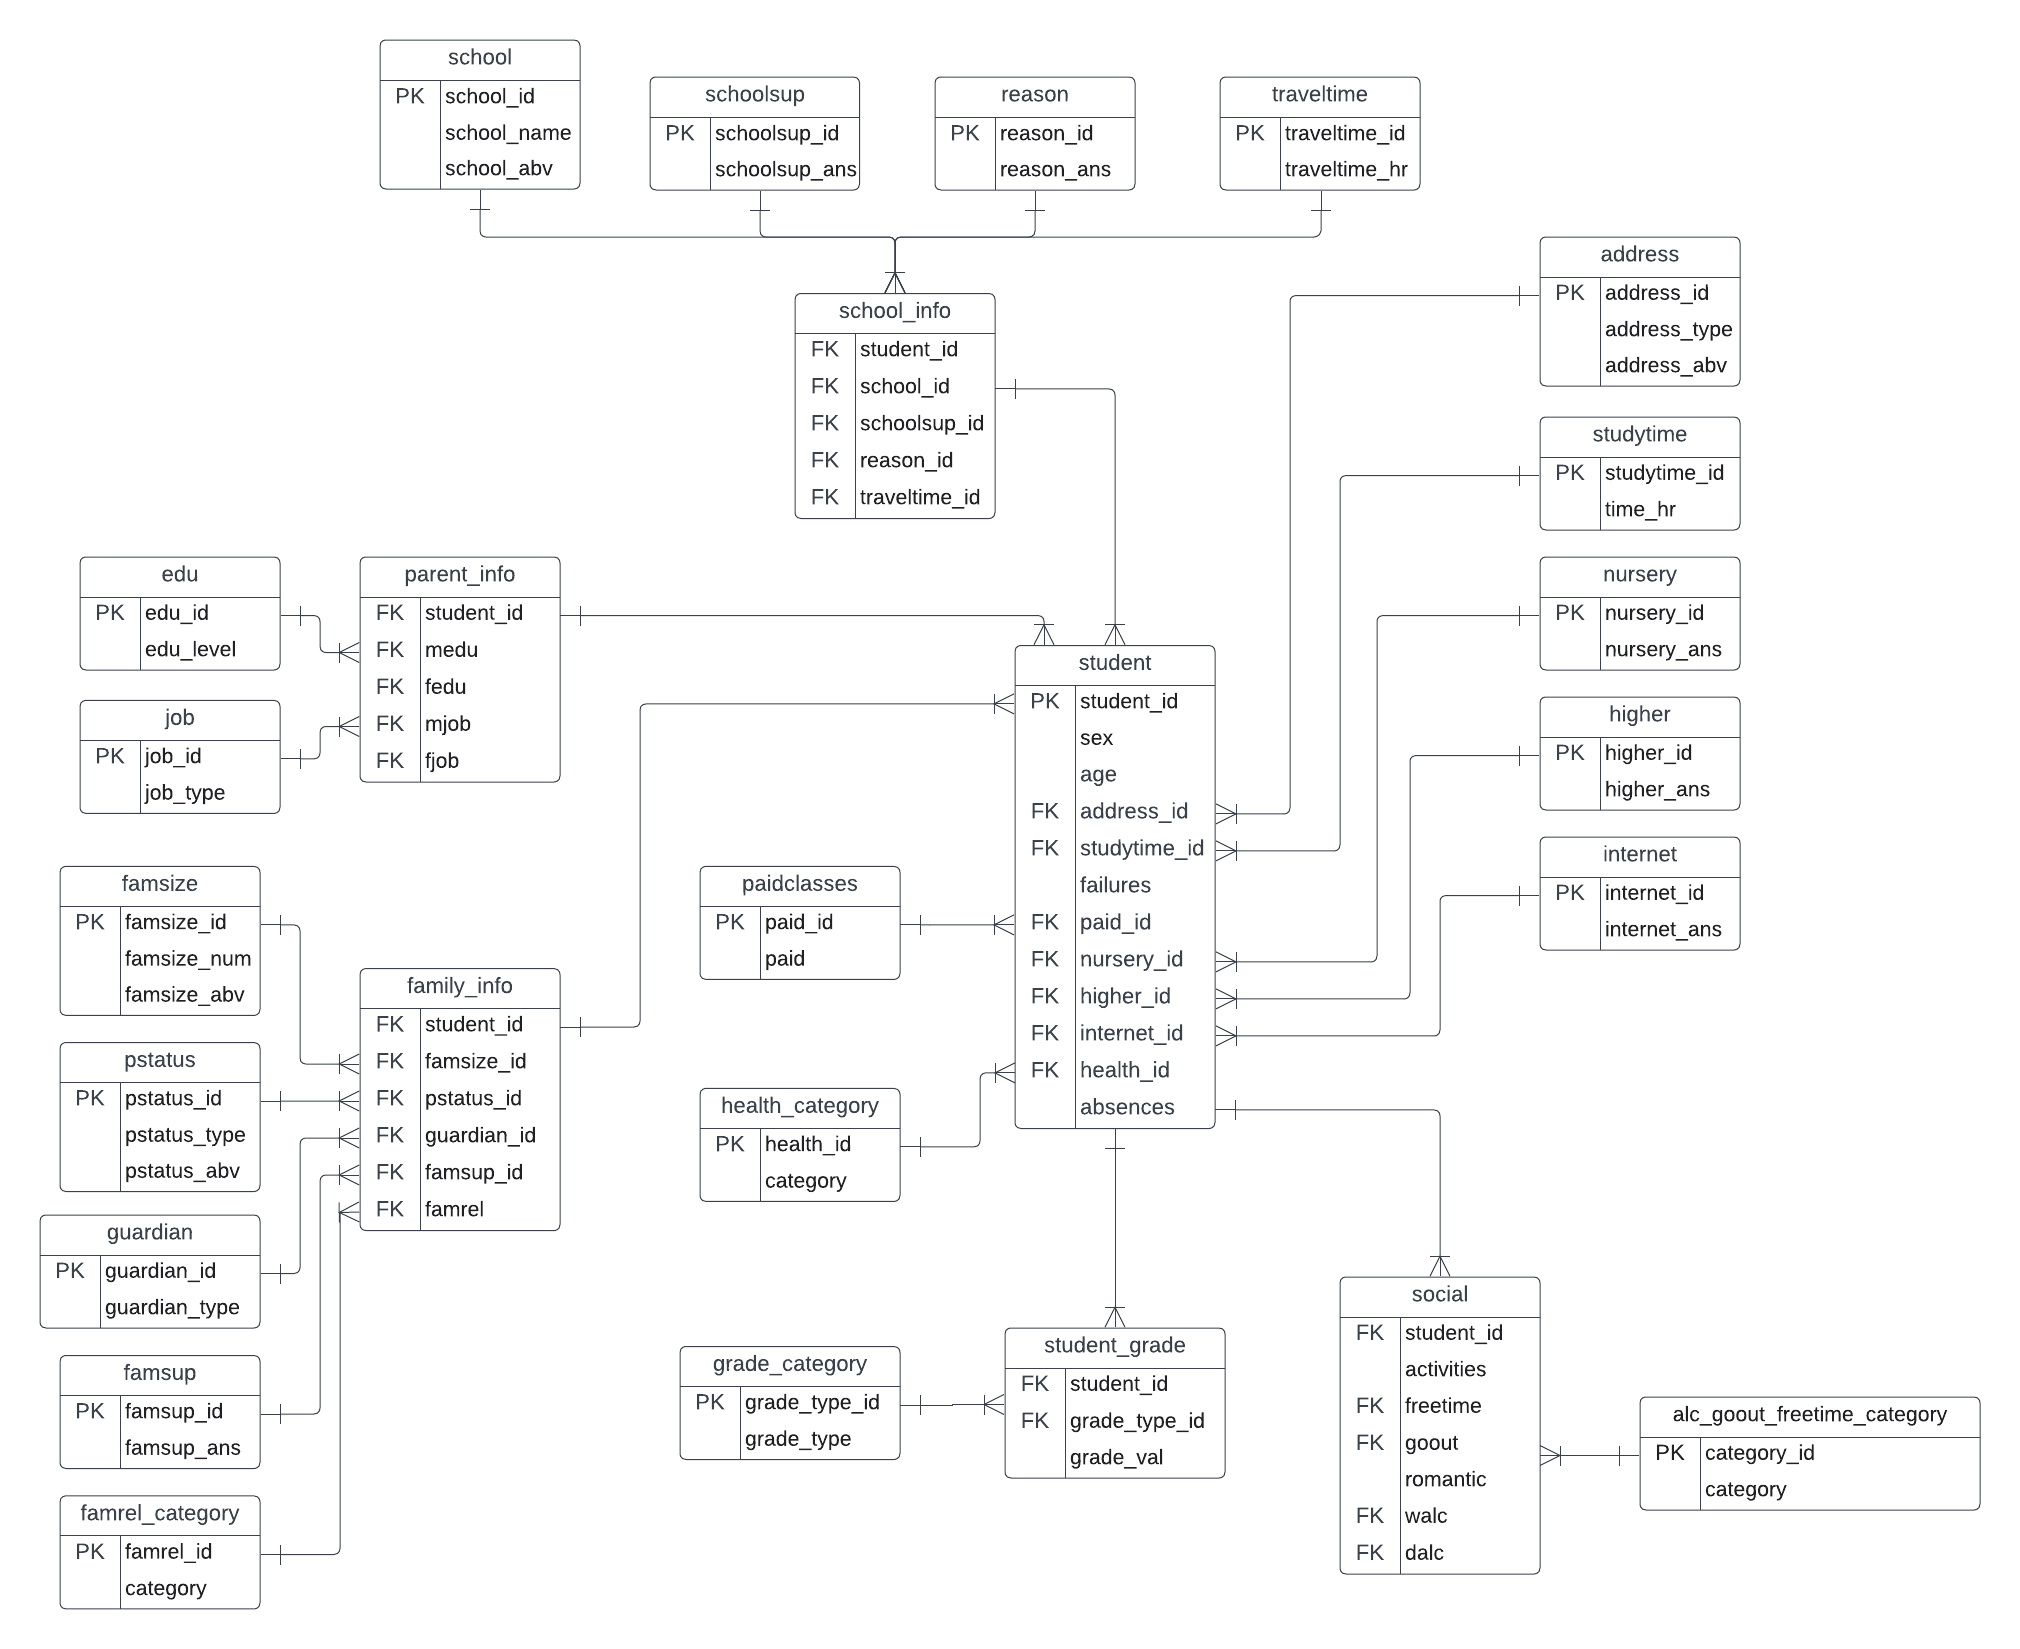 school
PK school_id
school_name
school_abv
schoolsup
PK schoolsup_id
schoolsup_ans
reason
PK reason_id
reason_ans
traveltime
PK traveltime_id
traveltime_hr
school_info
FK student_id
FK school_id
FK schoolsup_id
FK reason_id
FK traveltime_id
address
PK address_id
address_type
address_abv
studytime
PK studytime_id
time_hr
edu
PK edu_id
edu_level
parent_info
FK student_id
FK medu
FK fedu
FK mjob
FK fjob
job
PK job_id
job_type
nursery
PK nursery_id
nursery_ans
student
PK student_id
sex
age
FK address_id
FK studytime_id
failures
FK paid_id
FK nursery_id
FK higher_id
FK internet_id
FK health_id
absences
higher
PK higher_id
higher_ans
internet
PK internet_id
internet_ans
paidclasses
PK paid_id
paid
health_category
PK health_id
category
famsize
PK famsize_id
famsize_num
famsize_abv
family_info
FK student_id
FK famsize_id
FK pstatus_id
FK guardian_id
FK famsup_id
FK famrel
pstatus
PK pstatus_id
pstatus_type
pstatus_abv
guardian
PK guardian_id
guardian_type
famsup
PK famsup_id
famsup_ans
famrel_category
PK famrel_id
category
grade_category
PK grade_type_id
grade_type
student_grade
FK student_id
FK grade_type_id
grade_val
social
FK student_id
activities
FK freetime
FK goout
romantic
FK walc
FK dalc
alc_goout_freetime_category
PK category_id
category